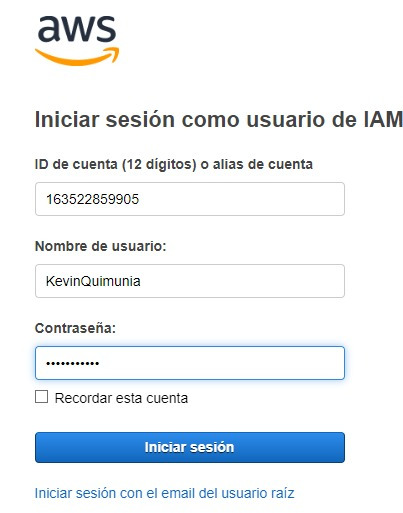 aws
Iniciar sesión como usuario de IAM
ID de cuenta (12 dígitos) o alias de cuenta
163522859905
Nombre de usuario:
KevinQuimunia
Contraseña:
•••••••••••
Recordar esta cuenta
Iniciar sesión
Iniciar sesión con el email del usuario raíz